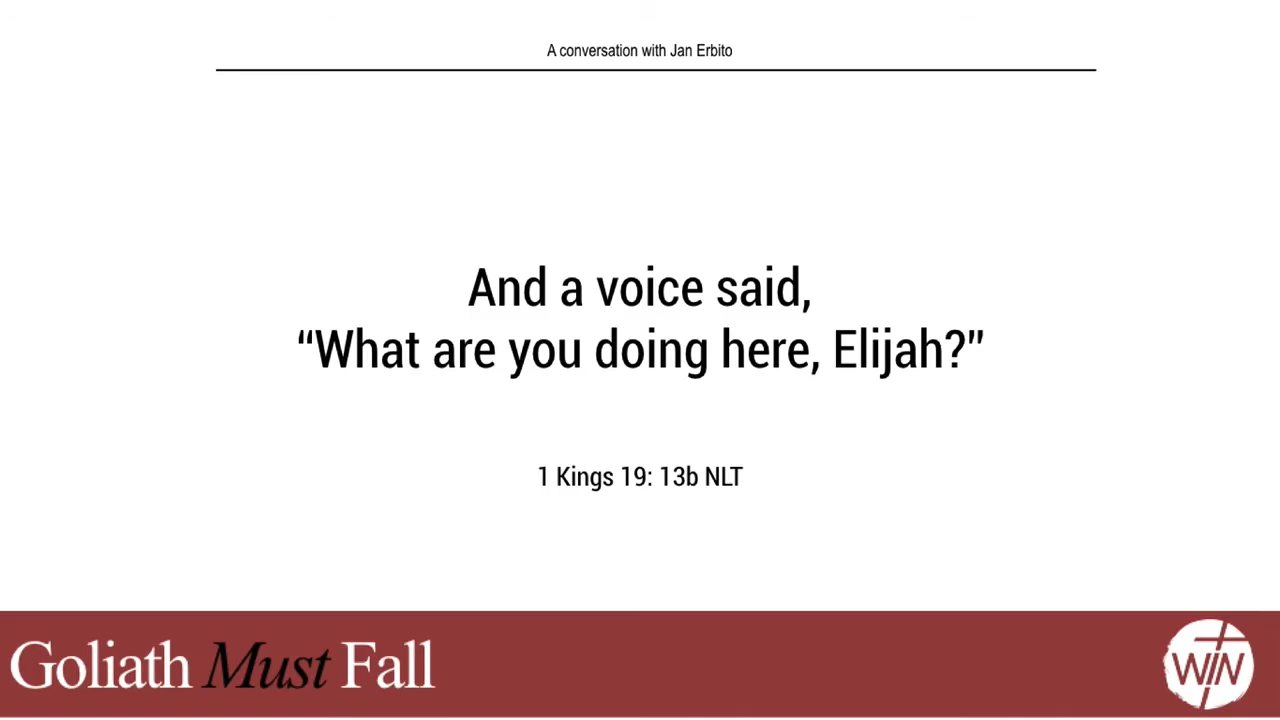 A conversation with Jan Erbito
And a voice said,
“What are you doing here, Elijah?”
1 Kings 19: 13b NLT
Goliath Must Fall
WIN